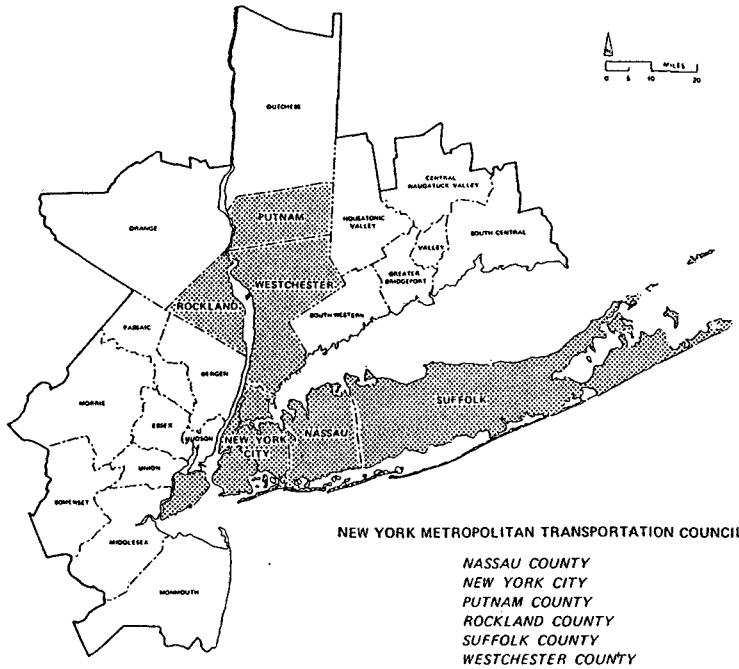 MILES
0 5 10 20
DUTCHESS
CENTRAL
NAUGATUCK VALLEY
PUTNAM
HOUSATONIC
VALLEY
ORANGE
VALLEY
SOUTH CENTRAL
GREATER
BRIDGEPORT
WESTCHESTER
ROCKLAND
SOUTH WESTERN
PASSAIC
BERGEN
MORRIS
SUFFOLK
ESSEX
HUDSON
NEW YORK
CITY
NASSAU
UNION
SOMERSET
MIDDLESEX
MONMOUTH
NEW YORK METROPOLITAN TRANSPORTATION COUNCIL
NASSAU COUNTY
NEW YORK CITY
PUTNAM COUNTY
ROCKLAND COUNTY
SUFFOLK COUNTY
WESTCHESTER COUNTY